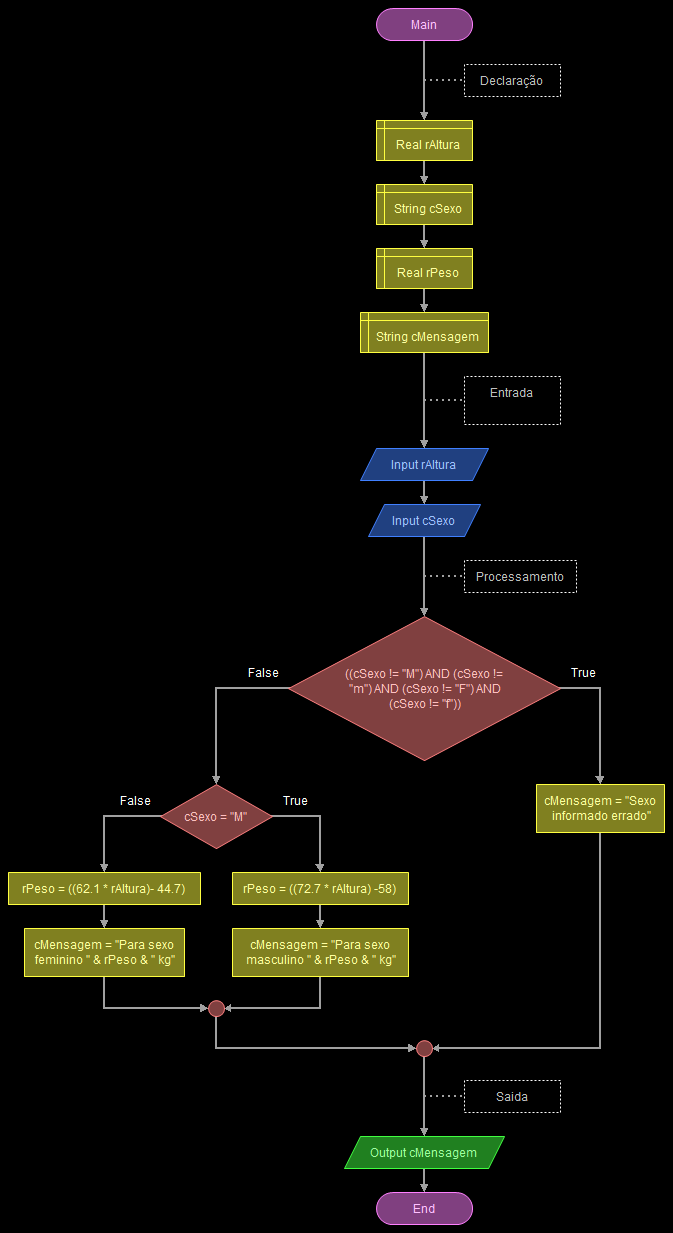 Main
Declaração
Real rAltura
String cSexo
Real rPeso
String cMensagem
Entrada
Input rAltura
Input cSexo
Processamento
False
True
((cSexo != "M") AND (cSexo !=
"m") AND (cSexo != "F") AND
(cSexo != "f"))
False
True
cSexo = "M"
cMensagem = "Sexo
informado errado"
rPeso = ((62.1 * rAltura)- 44.7)
rPeso = ((72.7 * rAltura) -58)
cMensagem = "Para sexo
feminino " & rPeso & " kg"
cMensagem = "Para sexo
masculino " & rPeso & " kg"
Saida
Output cMensagem
End